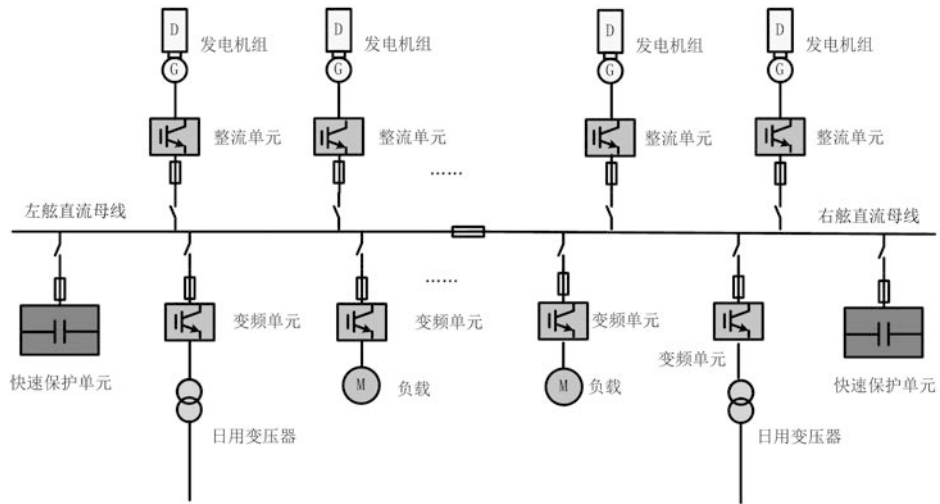 D
发电机组
D
发电机组
D
发电机组
D
发电机组
G
G
G
G
整流单元
整流单元
整流单元
整流单元
……
左舷直流母线
右舷直流母线
……
变频单元
变频单元
变频单元
变频单元
快速保护单元
M
负载
M
负载
快速保护单元
日用变压器
日用变压器